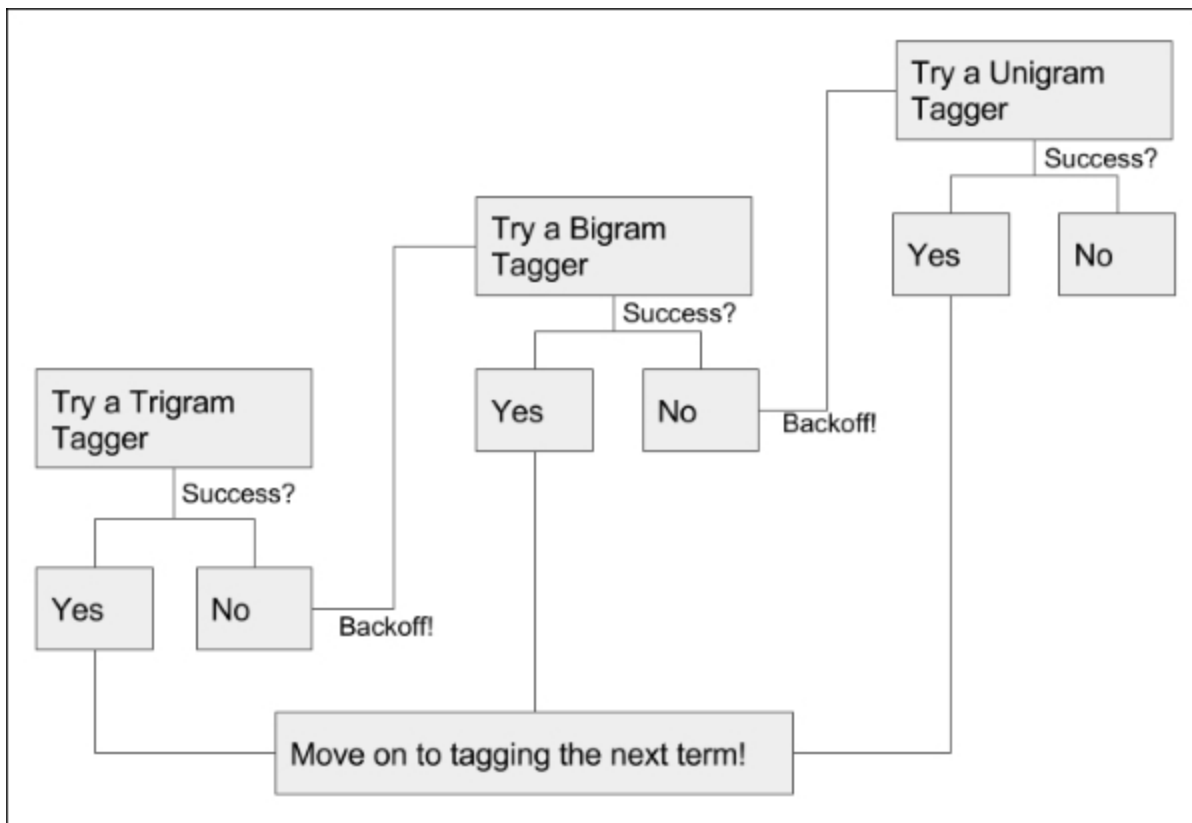 Try a Unigram
Tagger
Success?
Yes
No
Try a Bigram
Tagger
Success?
Yes
No
Backoff!
Try a Trigram
Tagger
Success?
Yes
No
Backoff!
Move on to tagging the next term!